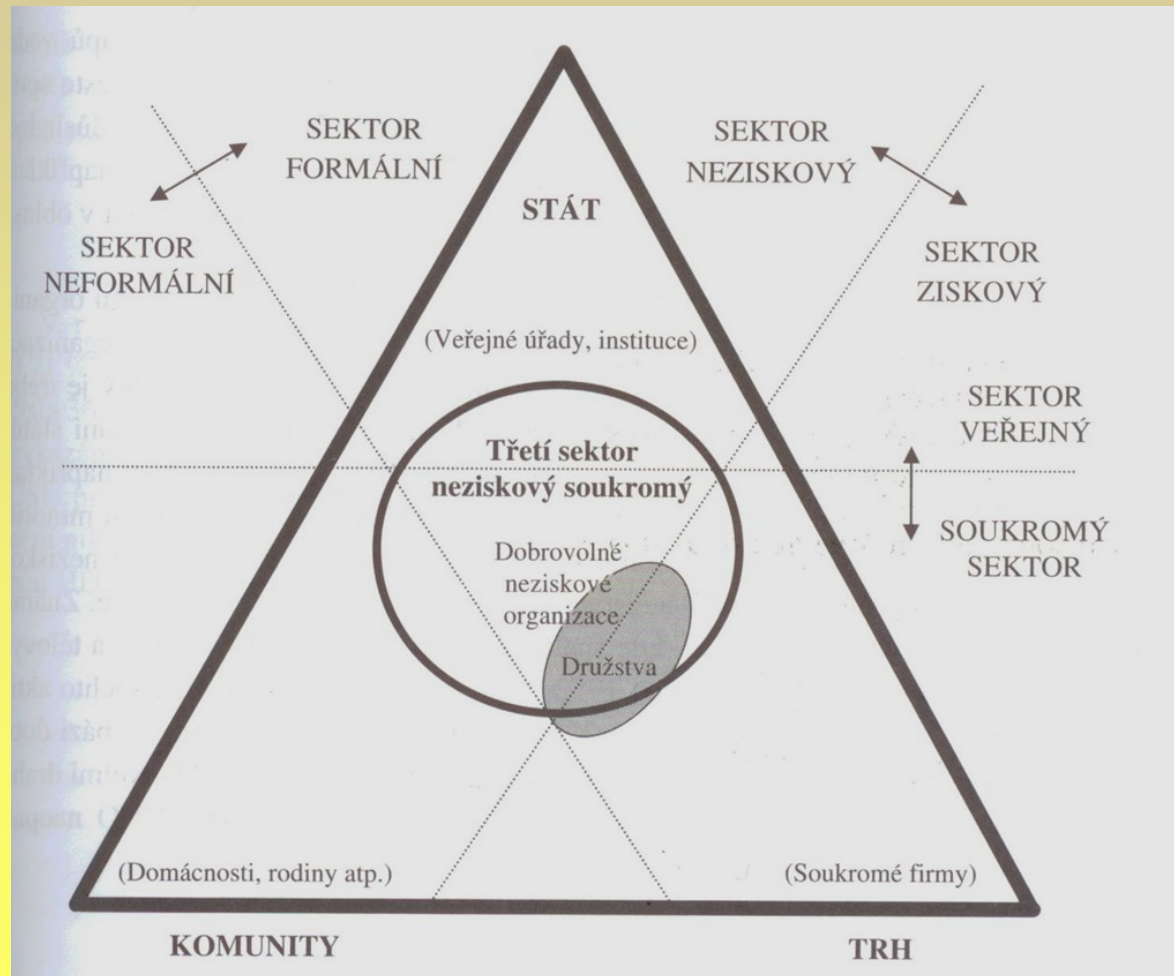 SEKTOR
FORMÁLNÍ
SEKTOR
NEFORMÁLNÍ
SEKTOR
NEZISKOVÝ
SEKTOR
ZISKOVÝ
STÁT
(Veřejné úřady, instituce)
SEKTOR
VEŘEJNÝ
SOUKROMÝ
SEKTOR
Třetí sektor
neziskový soukromý
Dobrovolné
neziskové
organizace
Družstva
(Domácnosti, rodiny atp.)
(Soukromé firmy)
KOMUNITY
TRH